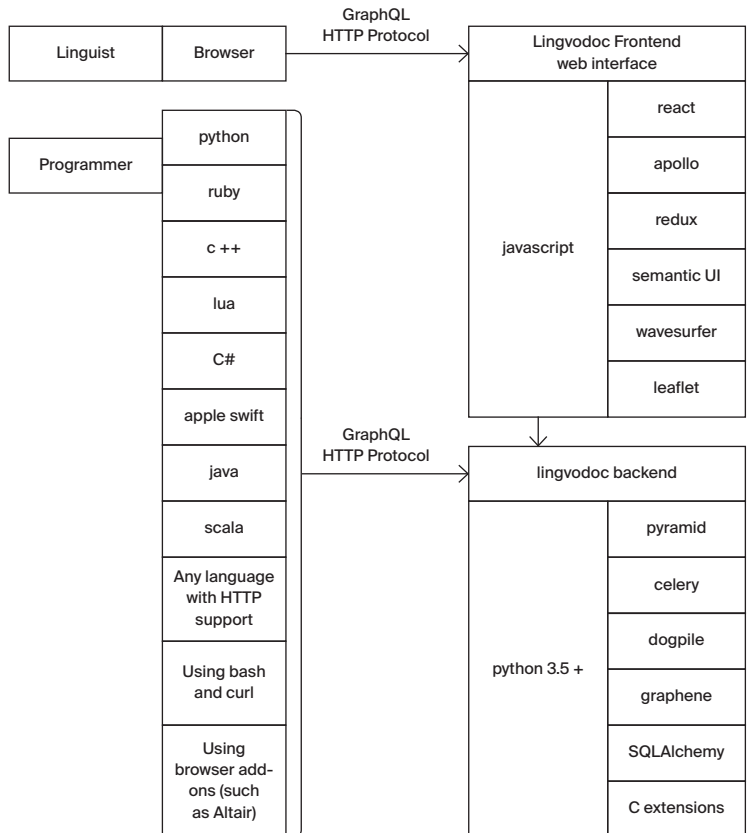 Linguist
Browser
GraphQL
HTTP Protocol
Lingvodoc Frontend
web interface
Programmer
python
ruby
c ++
lua
C#
apple swift
java
scala
Any language
with HTTP
support
Using bash
and curl
Using
browser add-
ons (such
as Altair)
javascript
react
apollo
redux
semantic UI
wavesurfer
leaflet
GraphQL
HTTP Protocol
lingvodoc backend
python 3.5 +
pyramid
celery
dogpile
graphene
SQLAlchemy
C extensions